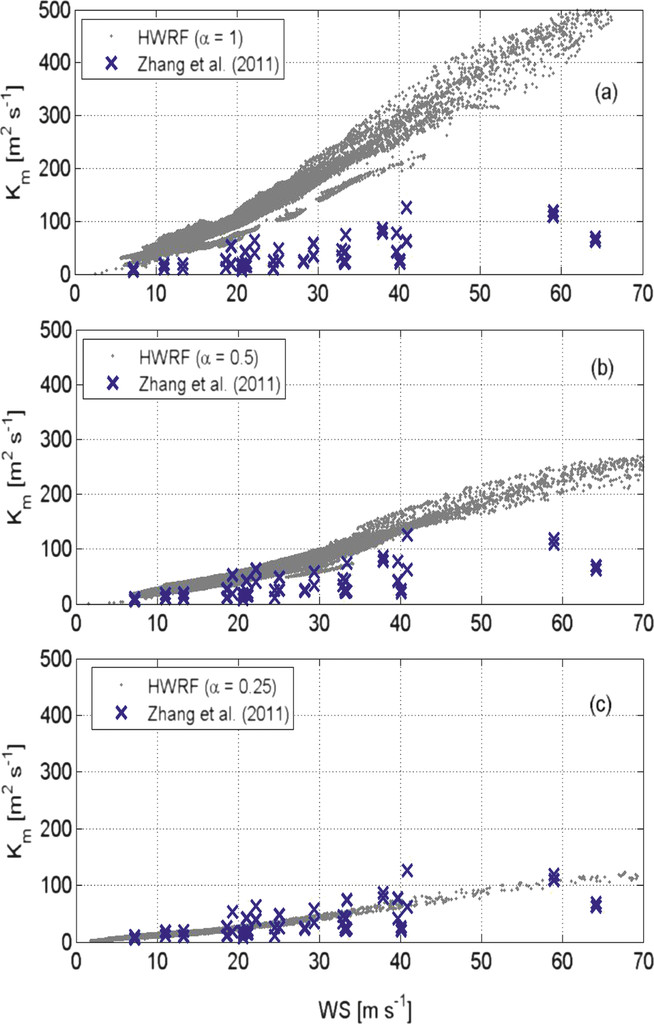 500
400
300
200
100
0
HWRF (α = 1)
Zhang et al. (2011)
(a)
Km [m² s⁻¹]
0 10 20 30 40 50 60 70
500
400
300
200
100
0
HWRF (α = 0.5)
Zhang et al. (2011)
(b)
Km [m² s⁻¹]
0 10 20 30 40 50 60 70
500
400
300
200
100
0
HWRF (α = 0.25)
Zhang et al. (2011)
(c)
Km [m² s⁻¹]
0 10 20 30 40 50 60 70
WS [m s⁻¹]